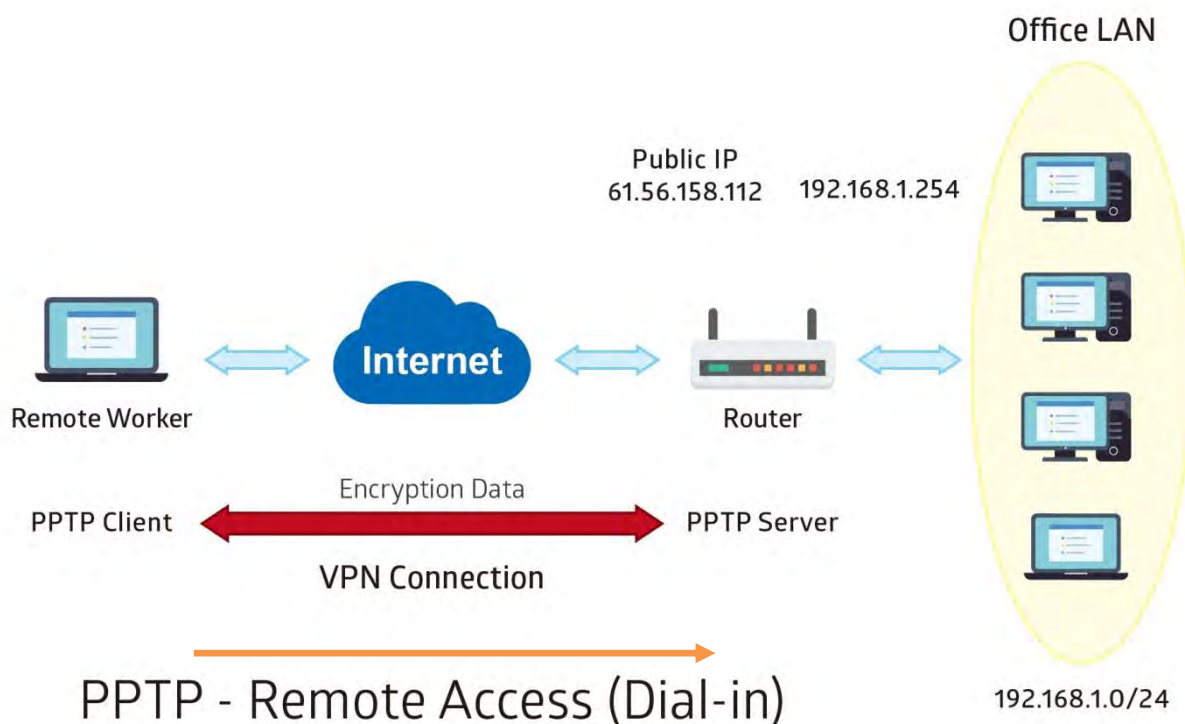 Office LAN
Public IP
61.56.158.112
192.168.1.254
Internet
Remote Worker
Router
Encryption Data
PPTP Client
PPTP Server
VPN Connection
PPTP - Remote Access (Dial-in)
192.168.1.0/24